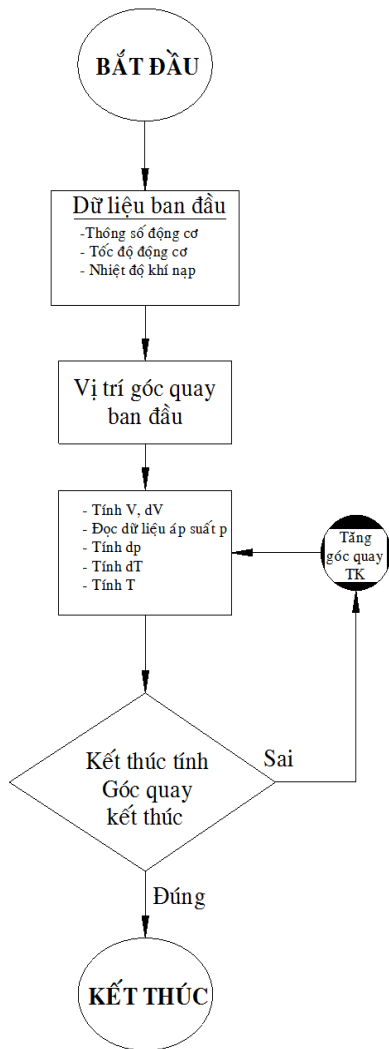 BẮT ĐẦU
Dữ liệu ban đầu
-Thông số động cơ
- Tốc độ động cơ
- Nhiệt độ khí nạp
Vị trí góc quay
ban đầu
- Tính V, dV
- Đọc dữ liệu áp suất p
- Tính dp
- Tính dT
- Tính T
Tăng
góc quay
TK
Kết thúc tính
Góc quay
kết thúc
Sai
Đúng
KẾT THÚC